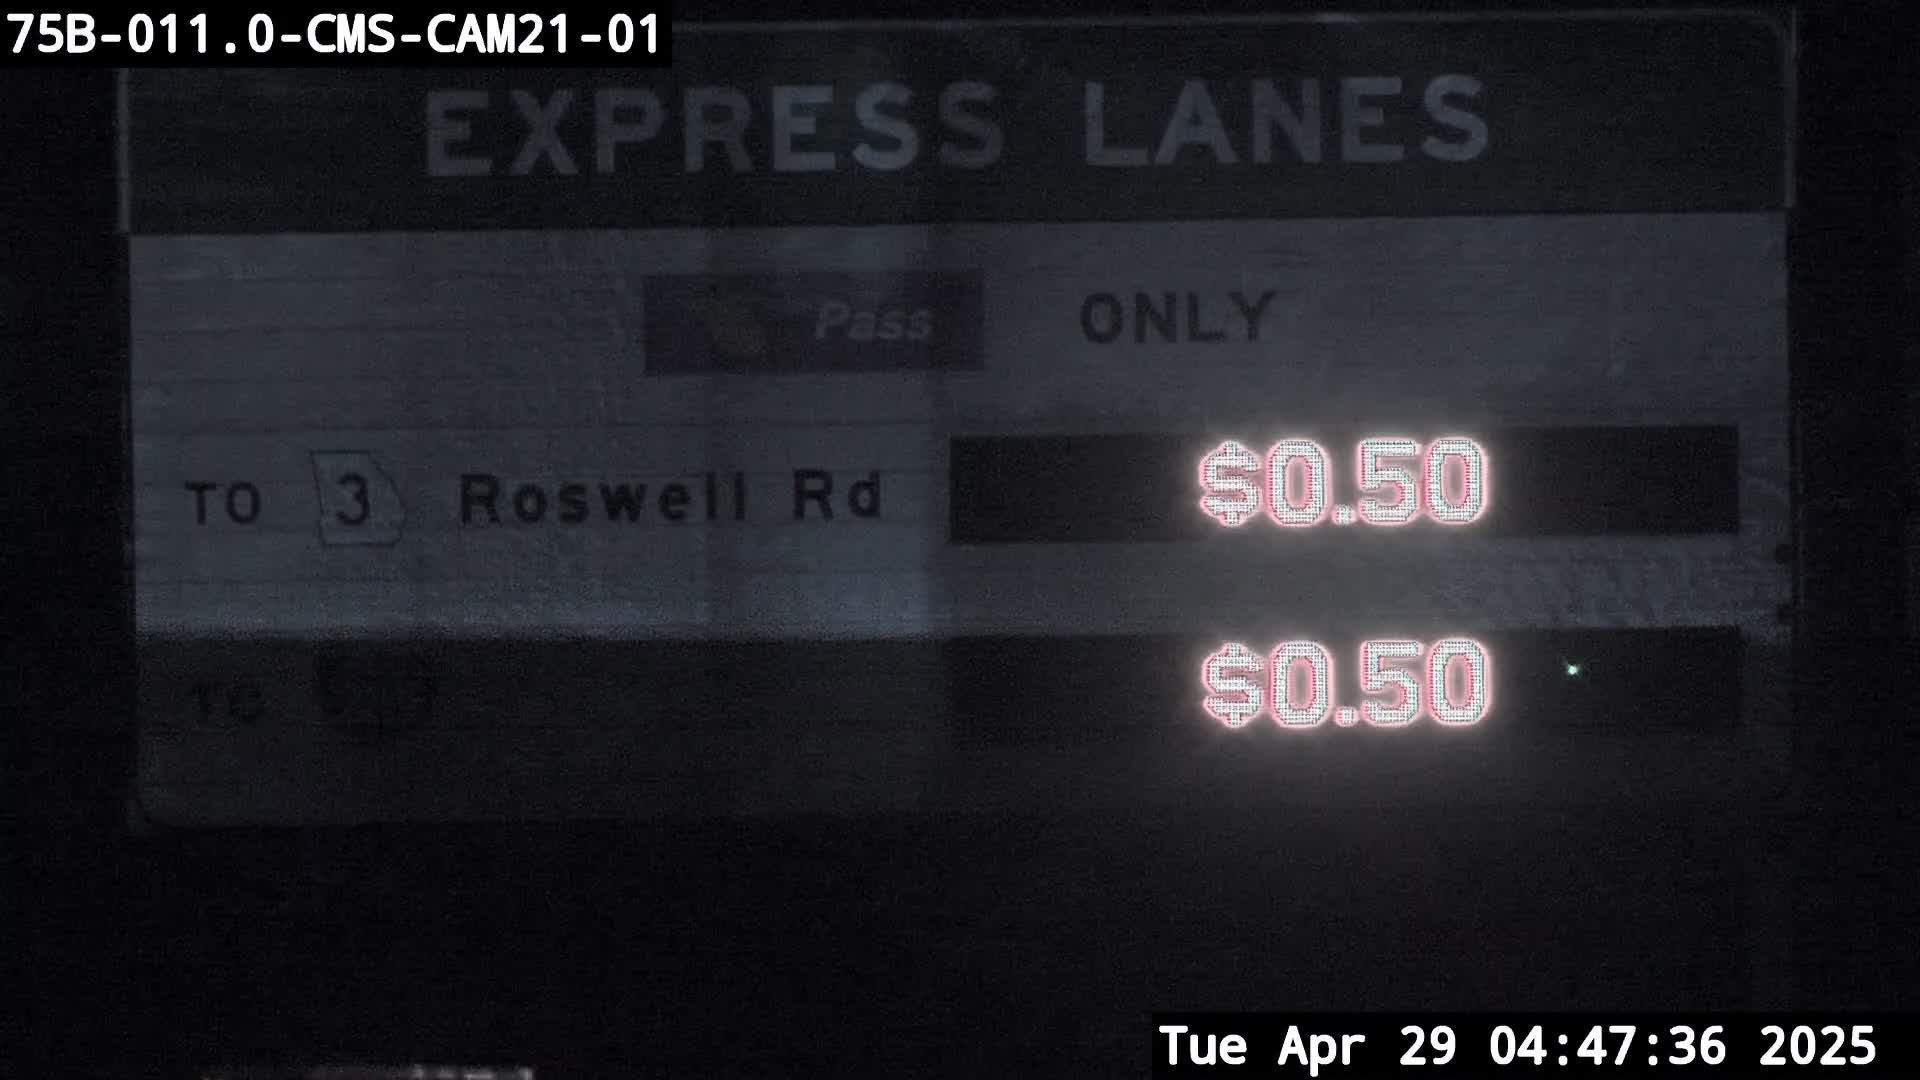 75B-011.0-CMS-CAM21-01
EXPRESS LANES
Pass ONLY
TO 3 Roswell Rd $0.50
TO $0.50
Tue Apr 29 04:47:36 2025